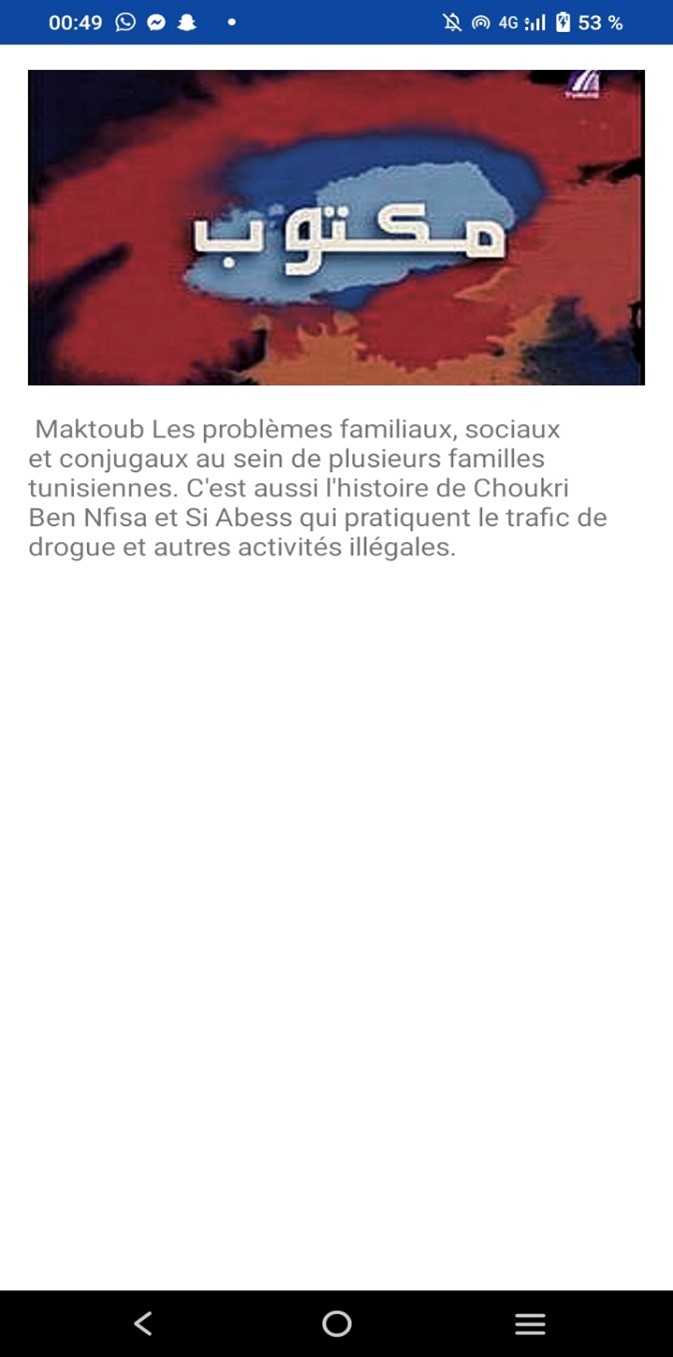 00:49
4G
53 %
مكتوب
Maktoub Les problèmes familiaux, sociaux
et conjugaux au sein de plusieurs familles
tunisiennes. C'est aussi l'histoire de Choukri
Ben Nfisa et Si Abess qui pratiquent le trafic de
drogue et autres activités illégales.